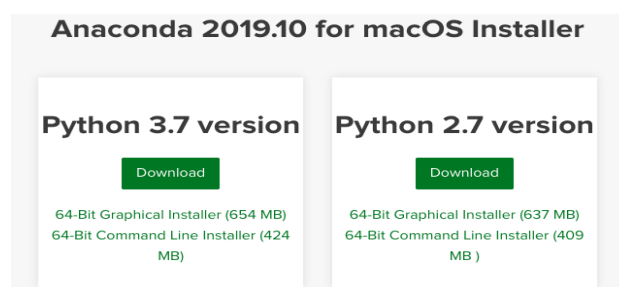 Anaconda 2019.10 for macOS Installer
Python 3.7 version
Download
64-Bit Graphical Installer (654 MB)
64-Bit Command Line Installer (424
MB)
Python 2.7 version
Download
64-Bit Graphical Installer (637 MB)
64-Bit Command Line Installer (409
MB )